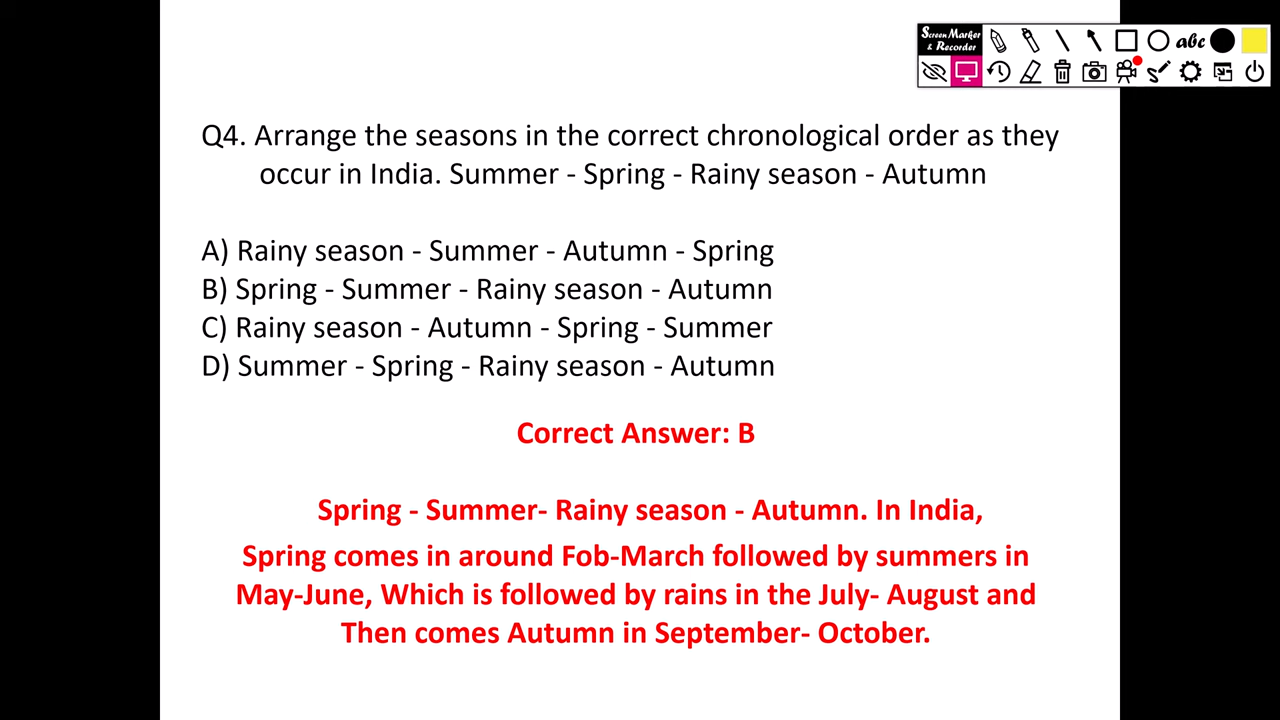 Screen Marker
& Recorder
abc
Q4. Arrange the seasons in the correct chronological order as they
occur in India. Summer - Spring - Rainy season - Autumn
A) Rainy season - Summer - Autumn - Spring
B) Spring - Summer - Rainy season - Autumn
C) Rainy season - Autumn - Spring - Summer
D) Summer - Spring - Rainy season - Autumn
Correct Answer: B
Spring - Summer- Rainy season - Autumn. In India,
Spring comes in around Fob-March followed by summers in
May-June, Which is followed by rains in the July- August and
Then comes Autumn in September- October.